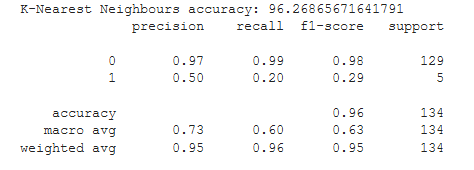 K-Nearest Neighbours accuracy: 96.26865671641791
precision recall f1-score support
0 0.97 0.99 0.98 129
1 0.50 0.20 0.29 5
accuracy 0.96 134
macro avg 0.73 0.60 0.63 134
weighted avg 0.95 0.96 0.95 134